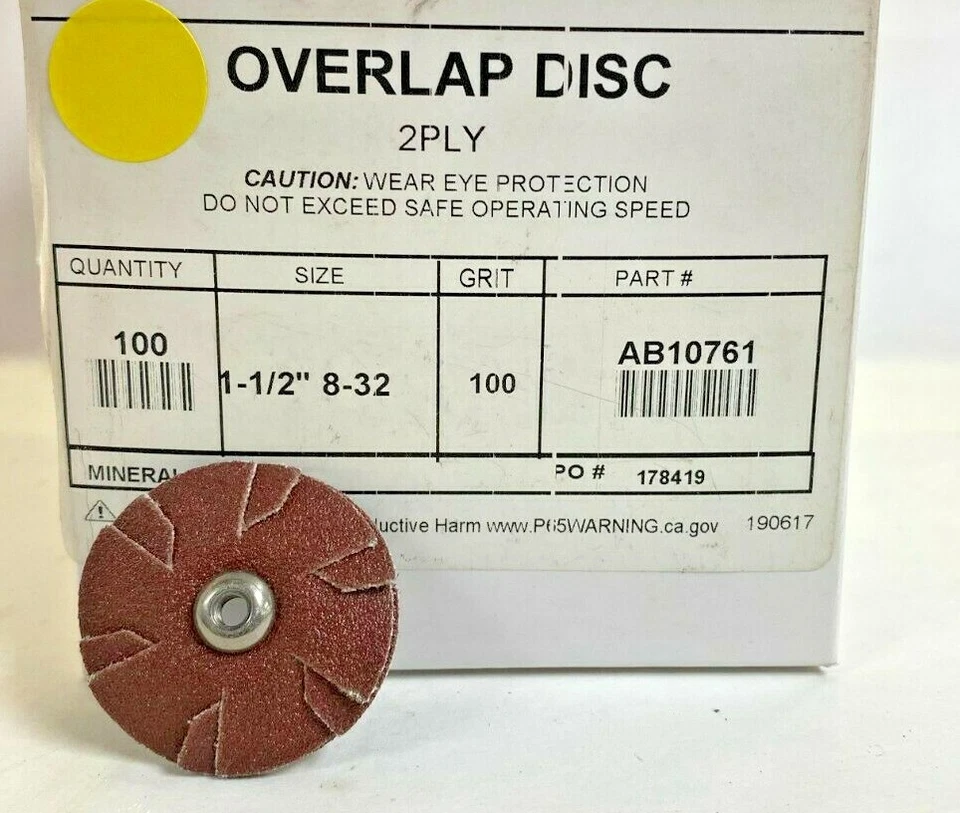 OVERLAP DISC
2PLY
CAUTION: WEAR EYE PROTECTION
DO NOT EXCEED SAFE OPERATING SPEED
QUANTITY SIZE GRIT PART #
100 1-1/2" 8-32 100 AB10761
PO # 178419
Harm www.P65WARNING.ca.gov 190617